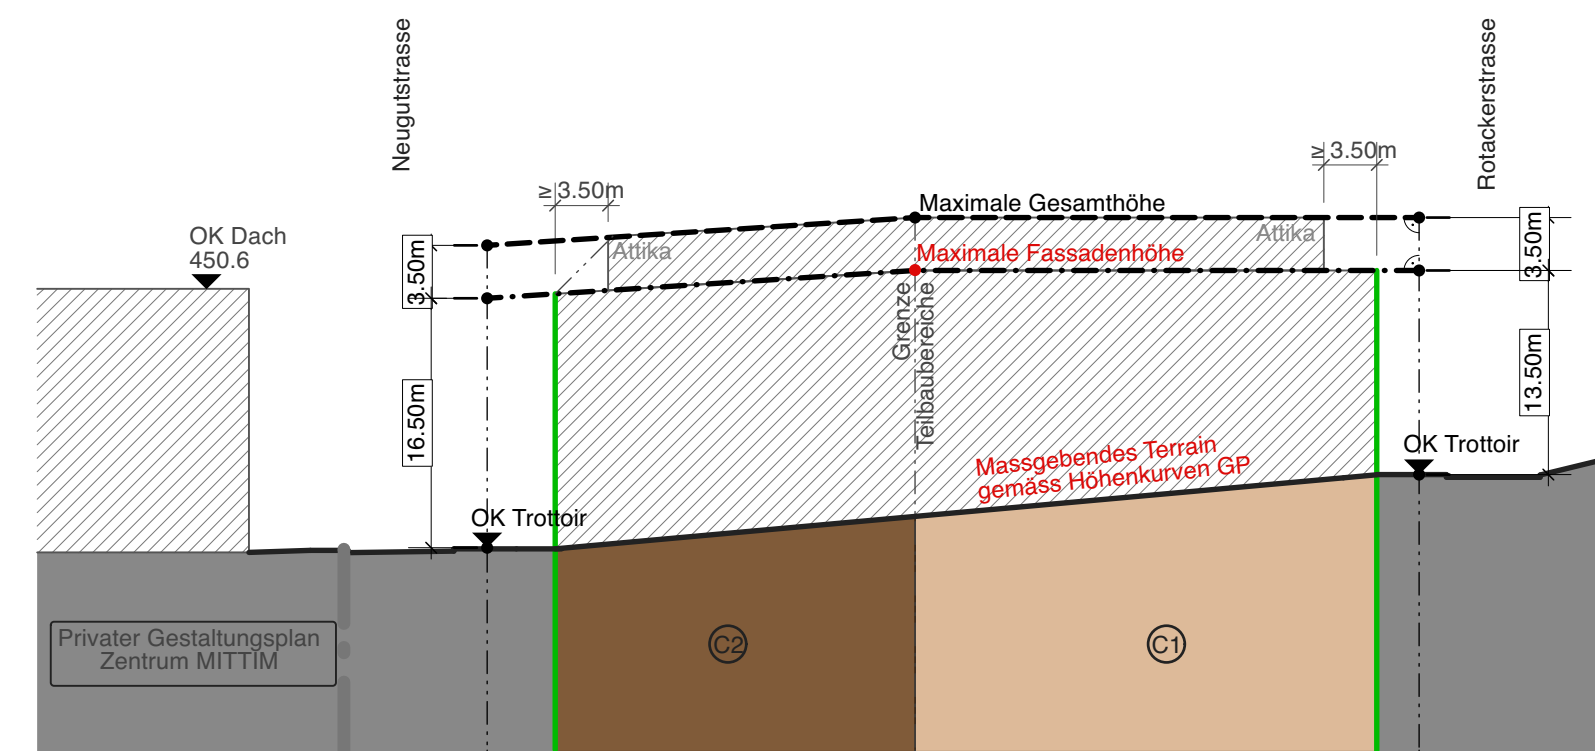 Neugutstrasse
Rotackerstrasse
≥ 3.50m
≥ 3.50m
Maximale Gesamthöhe
OK Dach
450.6
Attika
Attika
Maximale Fassadenhöhe
3.50m
3.50m
Grenze
Teilbaubereiche
16.50m
13.50m
Massgebendes Terrain
gemäss Höhenkurven GP
OK Trottoir
OK Trottoir
Privater Gestaltungsplan
Zentrum MITTIM
C2
C1